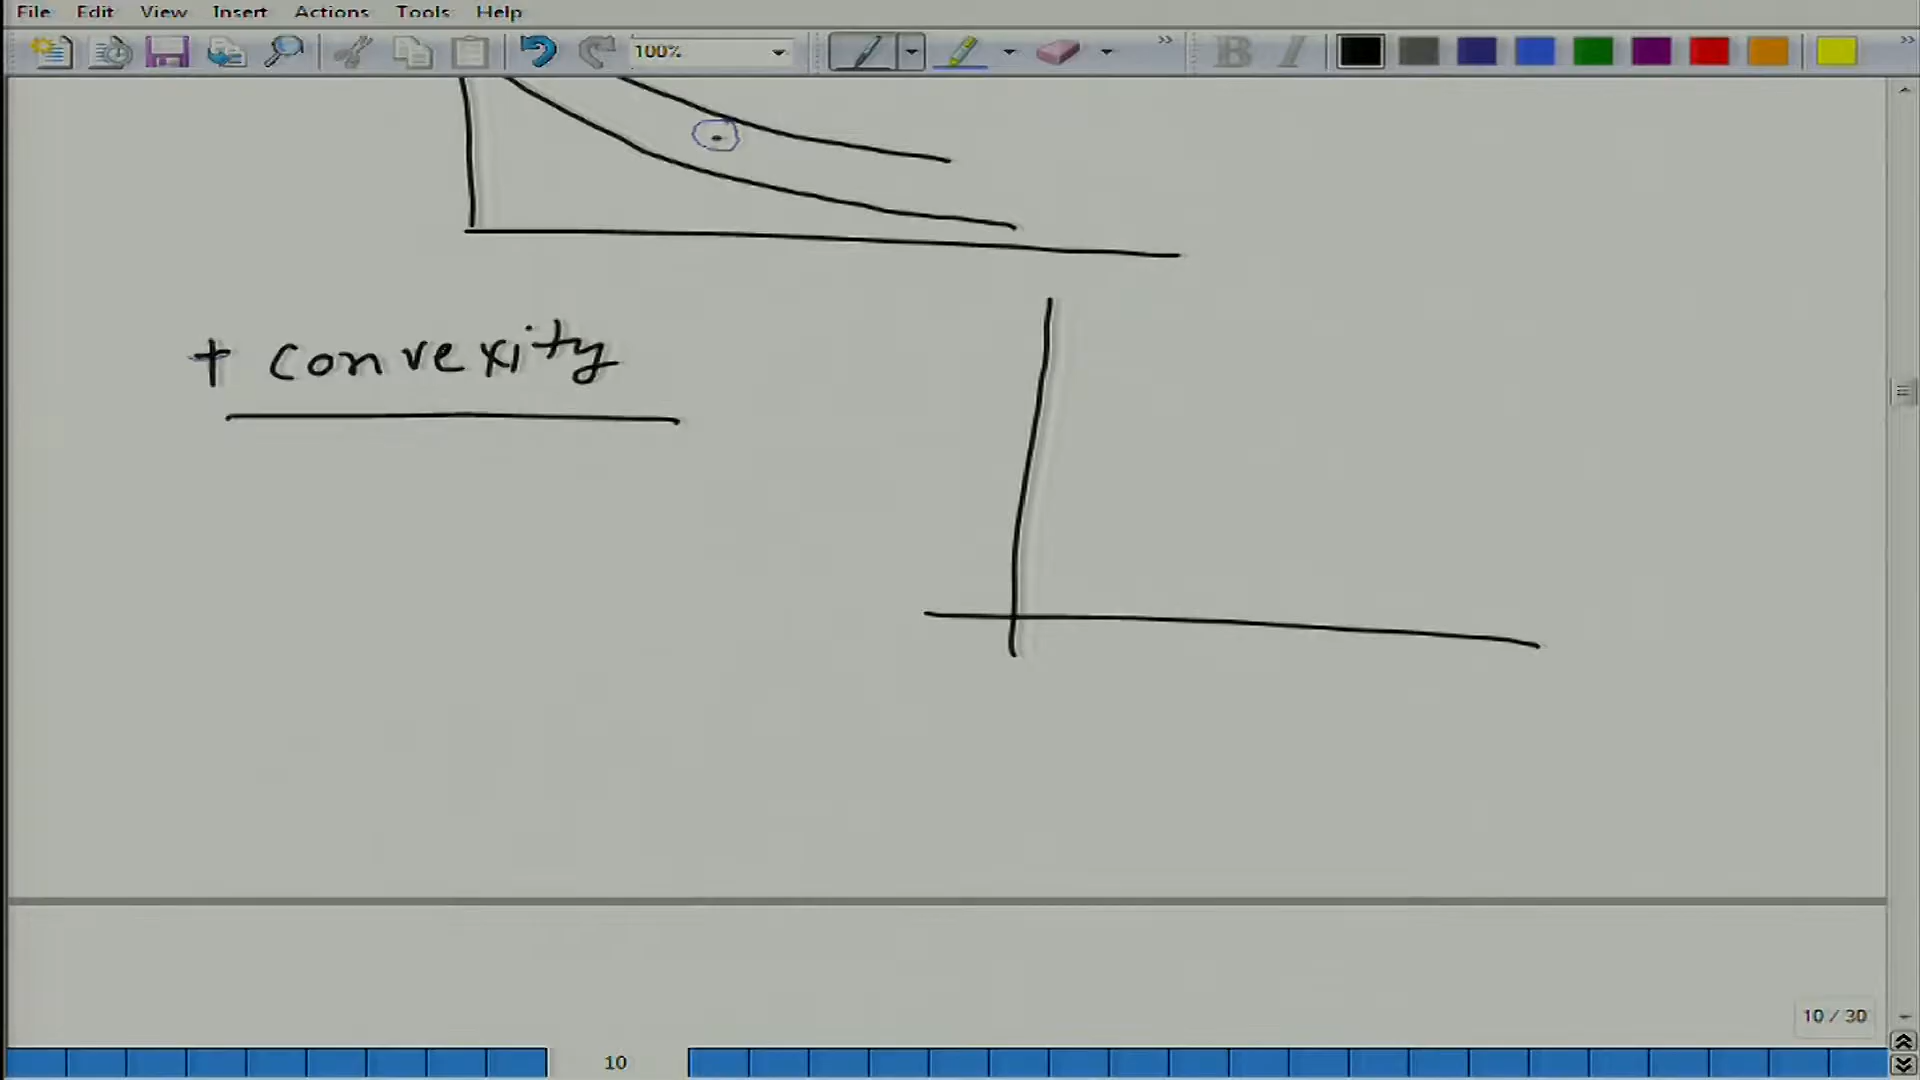 File Edit View Insert Actions Tools Help
100%
B I
+ convexity
10 / 30
10